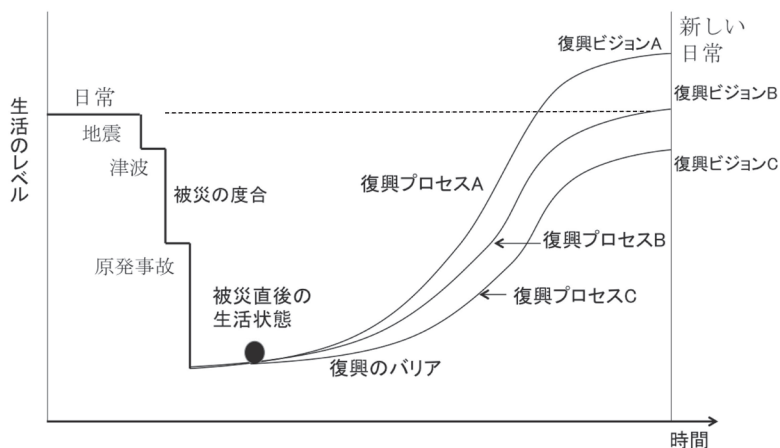 新しい
日常
復興ビジョンA
日常
復興ビジョンB
地震
生活のレベル
津波
復興ビジョンC
被災の度合
復興プロセスA
復興プロセスB
原発事故
被災直後の
生活状態
復興プロセスC
復興のバリア
時間